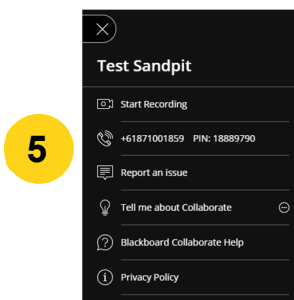 Test Sandpit
Start Recording
+61871001859 PIN: 18889790
5
Report an issue
Tell me about Collaborate
Blackboard Collaborate Help
Privacy Policy